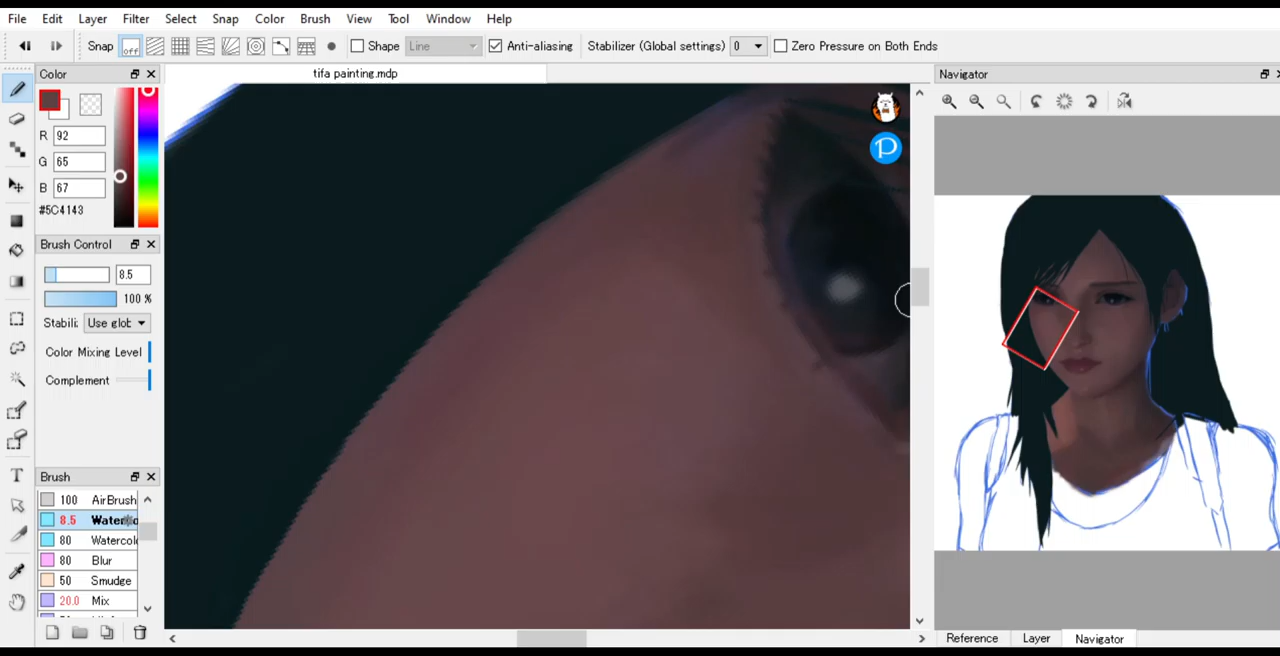 File Edit Layer Filter Select Snap Color Brush View Tool Window Help
Snap off Shape Line Anti-aliasing Stabilizer (Global settings) 0 Zero Pressure on Both Ends
Color
tifa painting.mdp
Navigator
R 92
G 65
B 67
#5C4143
Brush Control
8.5
100 %
Stabili: Use glob
Color Mixing Level
Complement
Brush
100 AirBrush
8.5
80 Watercol
80 Blur
50 Smudge
20.0 Mix
T
P
Reference Layer Navigator